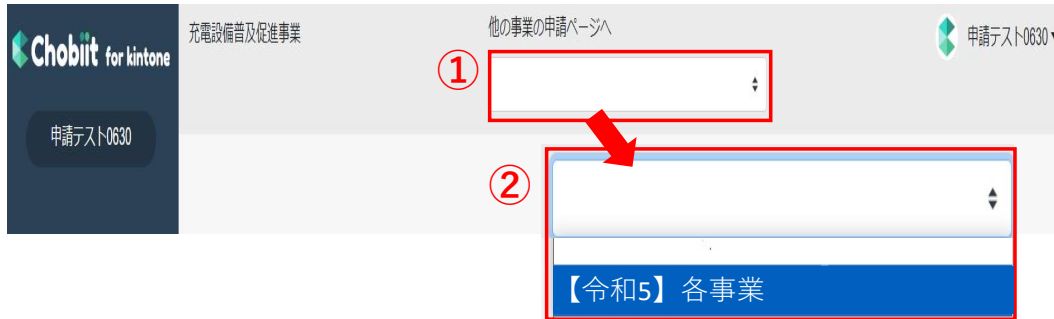 Chobiit for kintone
充電設備普及促進事業
他の事業の申請ページへ
申請テスト0630
申請テスト0630
①
②
【令和5】各事業